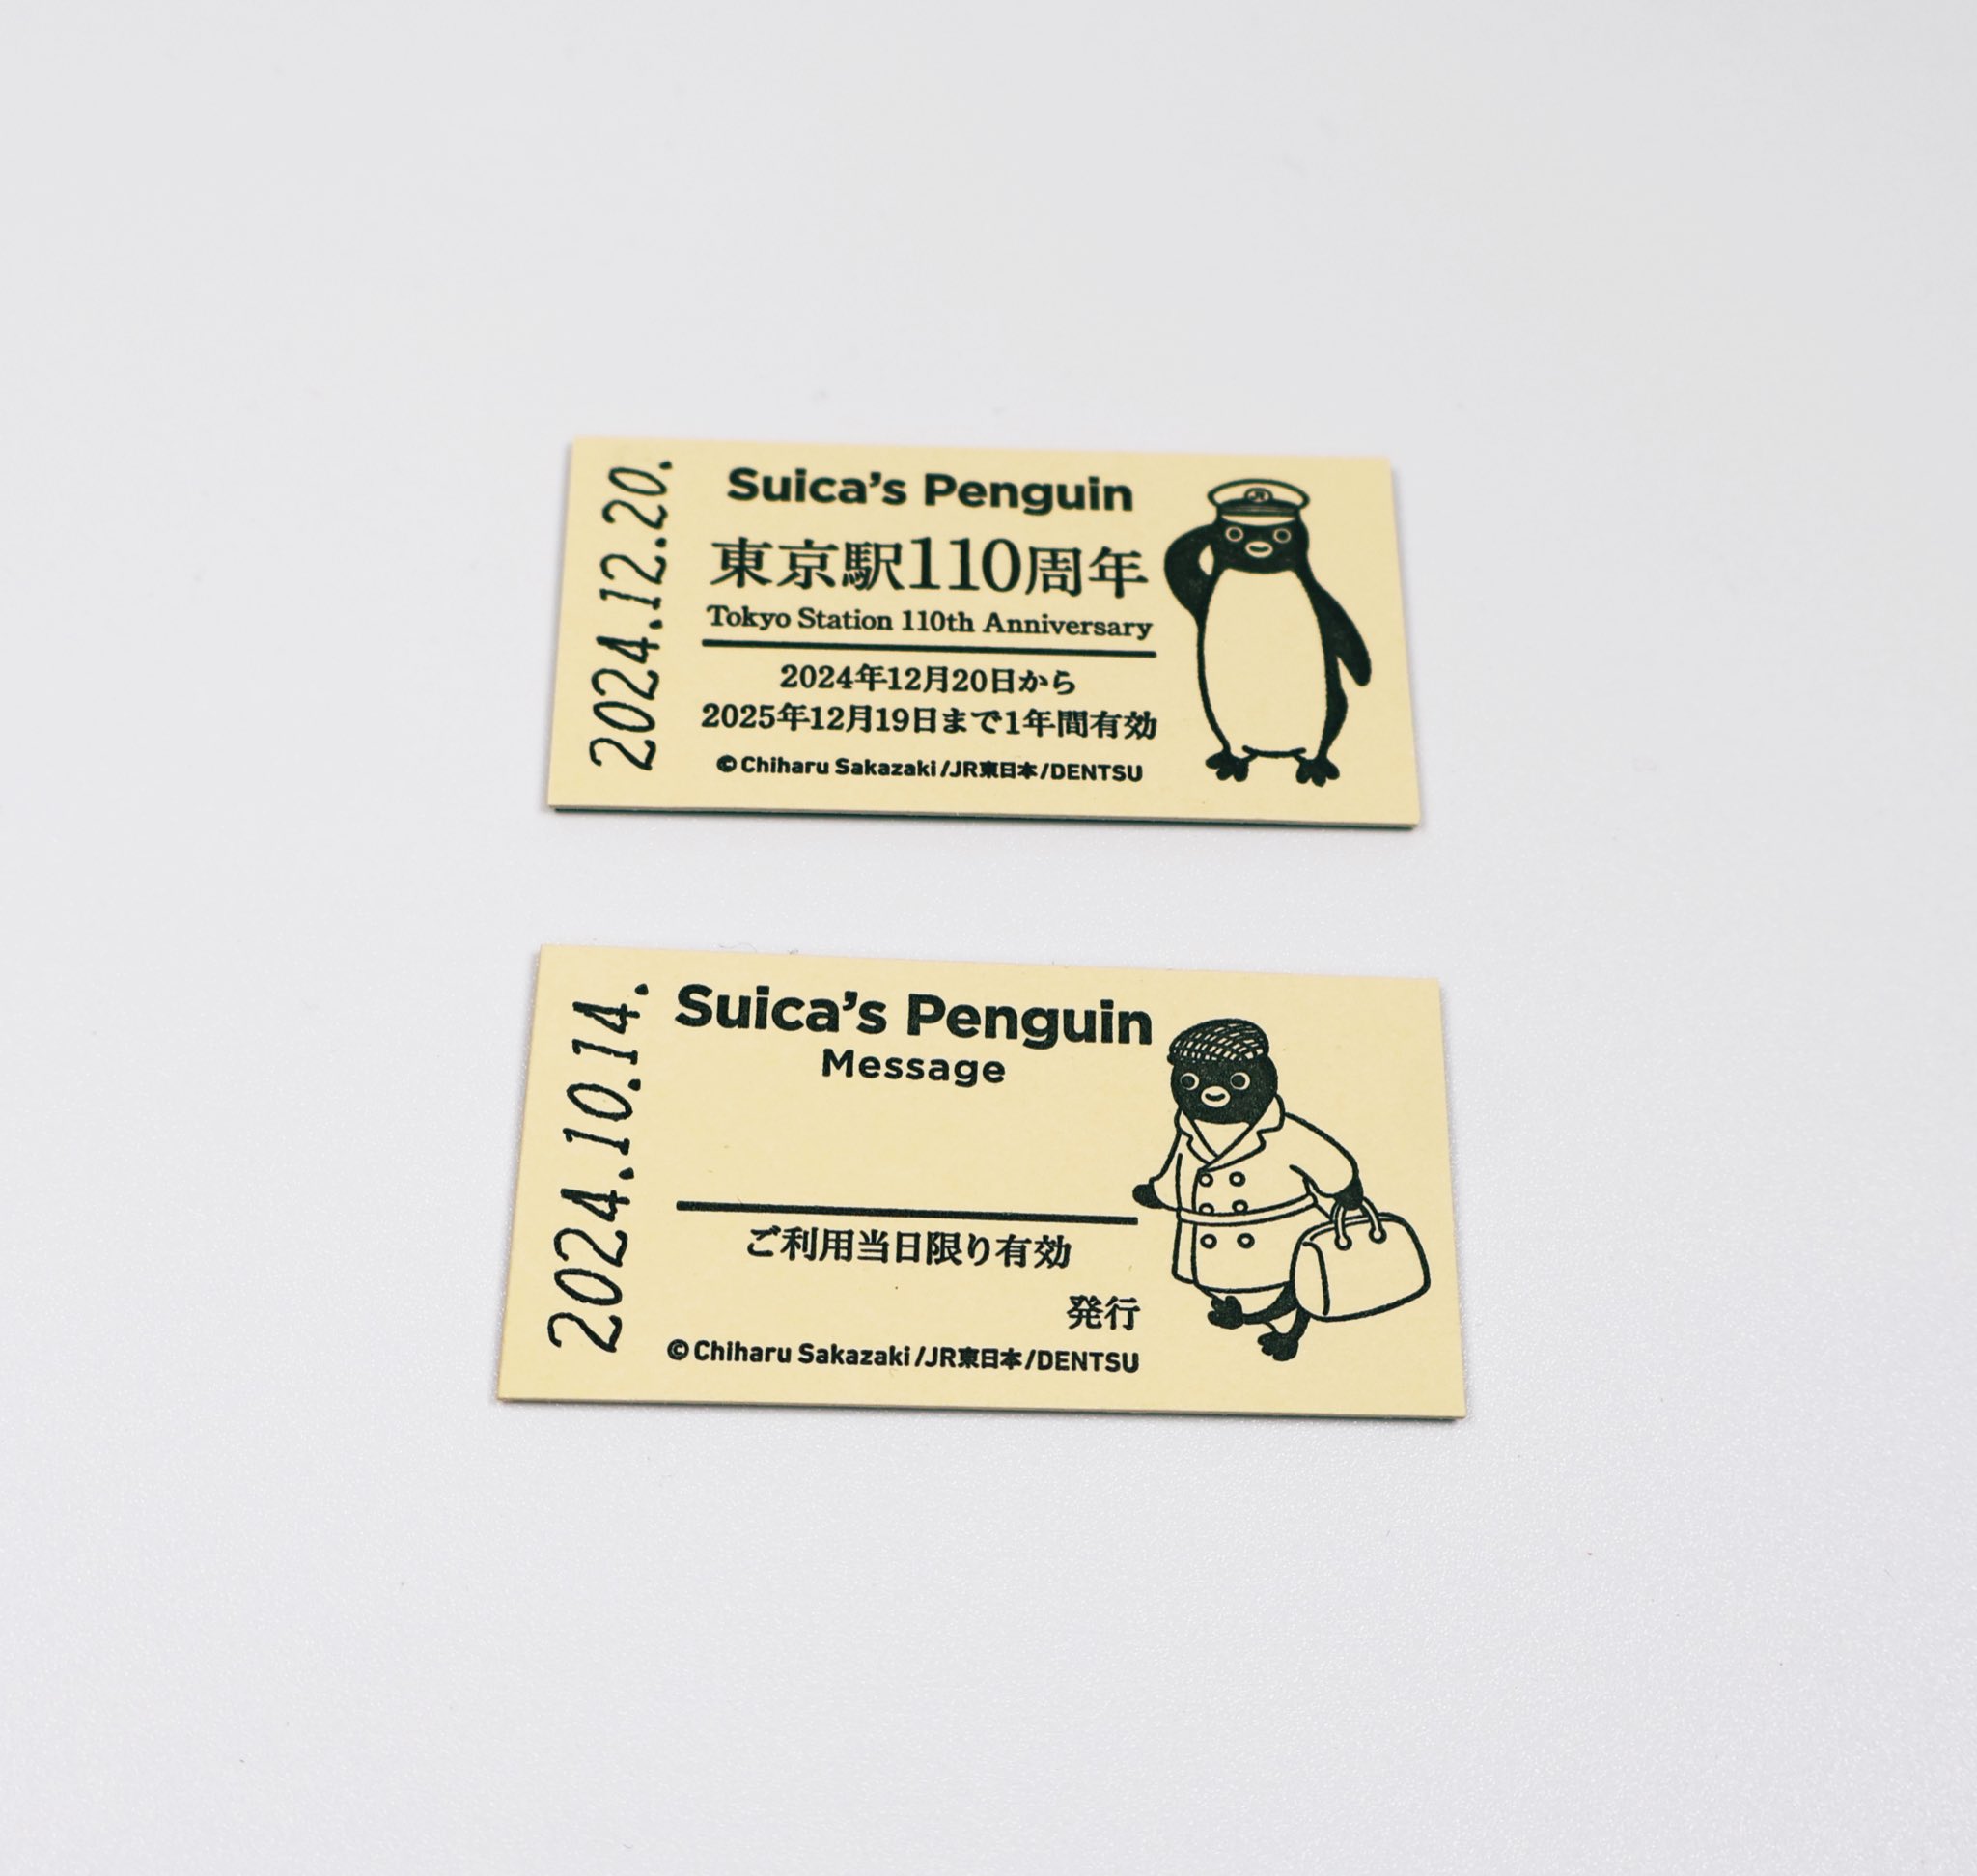 2024.12.20.
Suica's Penguin
東京駅110周年
Tokyo Station 110th Anniversary
2024年12月20日から
2025年12月19日まで1年間有効
©Chiharu Sakazaki/JR東日本/DENTSU
JR
2024.10.14.
Suica's Penguin
Message
ご利用当日限り有効
発行
©Chiharu Sakazaki/JR東日本/DENTSU